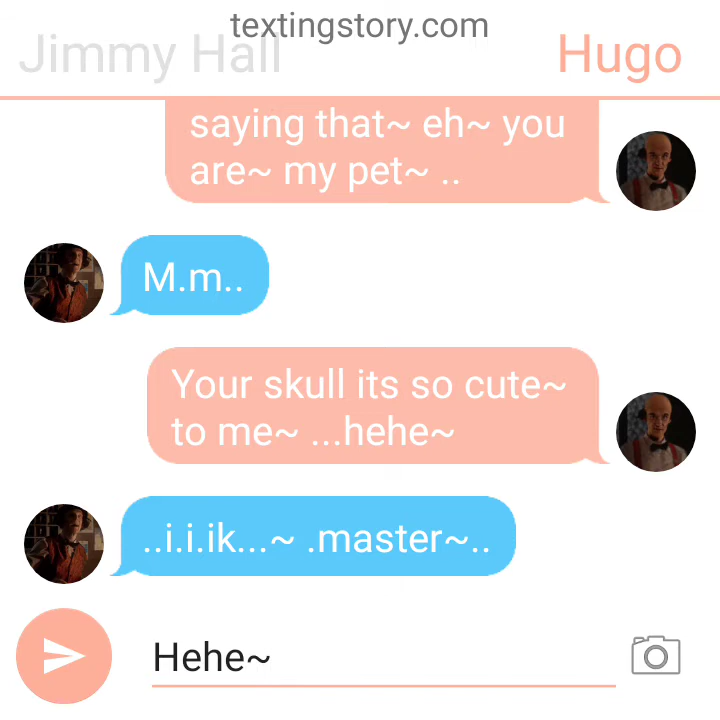 textingstory.com
Jimmy Hall
Hugo
saying that~ eh~ you
are~ my pet~ ..
M.m..
Your skull its so cute~
to me~ ...hehe~
..i.i.ik...~ .master~..
Hehe~